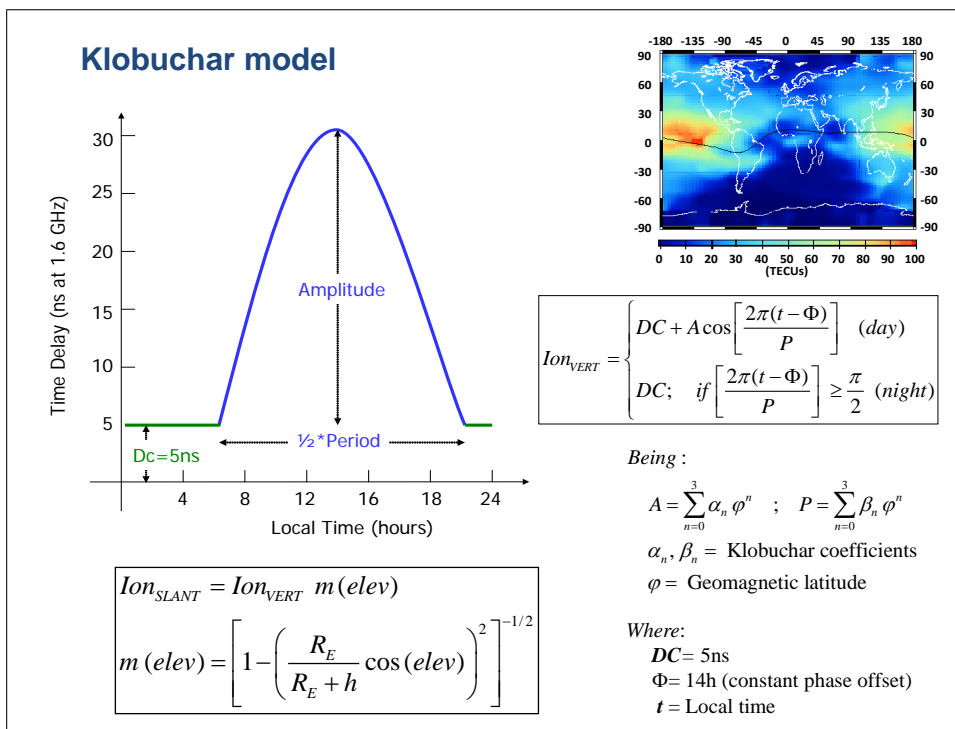 Klobuchar model
30
25
30
20
15
10
5
Time Delay (ns at 1.6 GHz)
Amplitude
½*Period
Dc=5ns
4 8 12 14 16 18 22 24
Local Time (hours)
-180 -135 -90 -45 0 45 90 135 180
90 90
60 60
30 30
0 0
-30 -30
-60 -60
-90 -90
0 10 20 30 40 50 60 70 80 90 100
(TECUs)
Ion_VERT = { DC + A cos[2π(t − Φ)/P] (day)
DC; if [2π(t − Φ)/P] ≥ π/2 (night)
Being :
A = ∑_{n=0}^{3} α_n φ^n ; P = ∑_{n=0}^{3} β_n φ^n
α_n, β_n = Klobuchar coefficients
φ = Geomagnetic latitude
Where:
DC= 5ns
Φ= 14h (constant phase offset)
t = Local time
Ion_SLANT = Ion_VERT m(elev)
m(elev) = [1 − (R_E/(R_E + h) cos(elev))^2]^{−1/2}